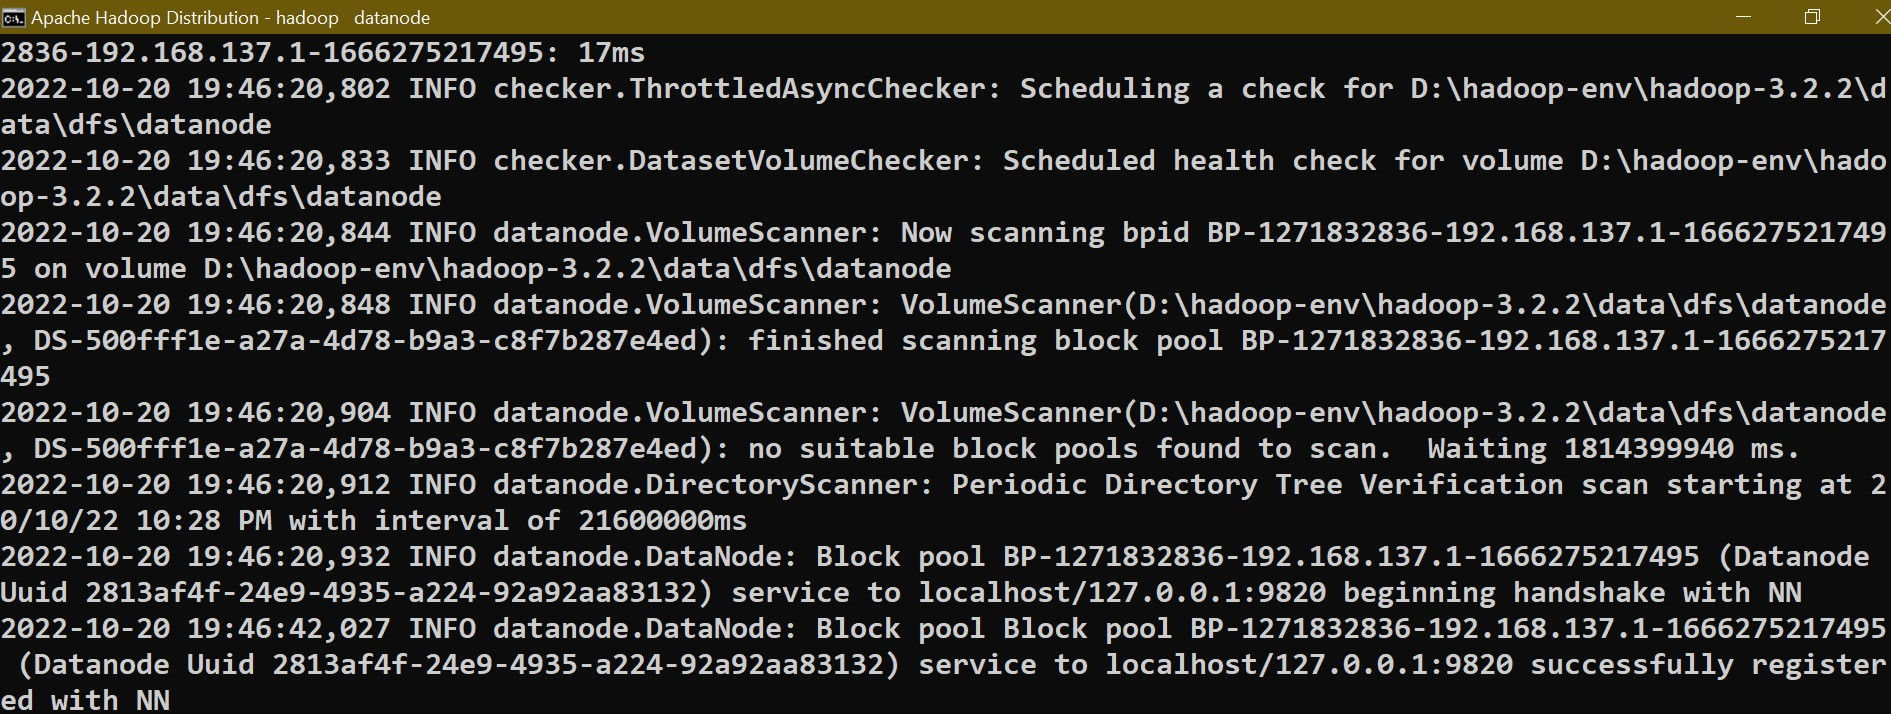 Apache Hadoop Distribution - hadoop   datanode
2836-192.168.137.1-1666275217495: 17ms
2022-10-20 19:46:20,802 INFO checker.ThrottledAsyncChecker: Scheduling a check for D:\hadoop-env\hadoop-3.2.2\d
ata\dfs\datanode
2022-10-20 19:46:20,833 INFO checker.DatasetVolumeChecker: Scheduled health check for volume D:\hadoop-env\hado
op-3.2.2\data\dfs\datanode
2022-10-20 19:46:20,844 INFO datanode.VolumeScanner: Now scanning bpid BP-1271832836-192.168.137.1-166627521749
5 on volume D:\hadoop-env\hadoop-3.2.2\data\dfs\datanode
2022-10-20 19:46:20,848 INFO datanode.VolumeScanner: VolumeScanner(D:\hadoop-env\hadoop-3.2.2\data\dfs\datanode
, DS-500fff1e-a27a-4d78-b9a3-c8f7b287e4ed): finished scanning block pool BP-1271832836-192.168.137.1-1666275217
495
2022-10-20 19:46:20,904 INFO datanode.VolumeScanner: VolumeScanner(D:\hadoop-env\hadoop-3.2.2\data\dfs\datanode
, DS-500fff1e-a27a-4d78-b9a3-c8f7b287e4ed): no suitable block pools found to scan.  Waiting 1814399940 ms.
2022-10-20 19:46:20,912 INFO datanode.DirectoryScanner: Periodic Directory Tree Verification scan starting at 2
0/10/22 10:28 PM with interval of 21600000ms
2022-10-20 19:46:20,932 INFO datanode.DataNode: Block pool BP-1271832836-192.168.137.1-1666275217495 (Datanode
Uuid 2813af4f-24e9-4935-a224-92a92aa83132) service to localhost/127.0.0.1:9820 beginning handshake with NN
2022-10-20 19:46:42,027 INFO datanode.DataNode: Block pool Block pool BP-1271832836-192.168.137.1-1666275217495
 (Datanode Uuid 2813af4f-24e9-4935-a224-92a92aa83132) service to localhost/127.0.0.1:9820 successfully register
ed with NN